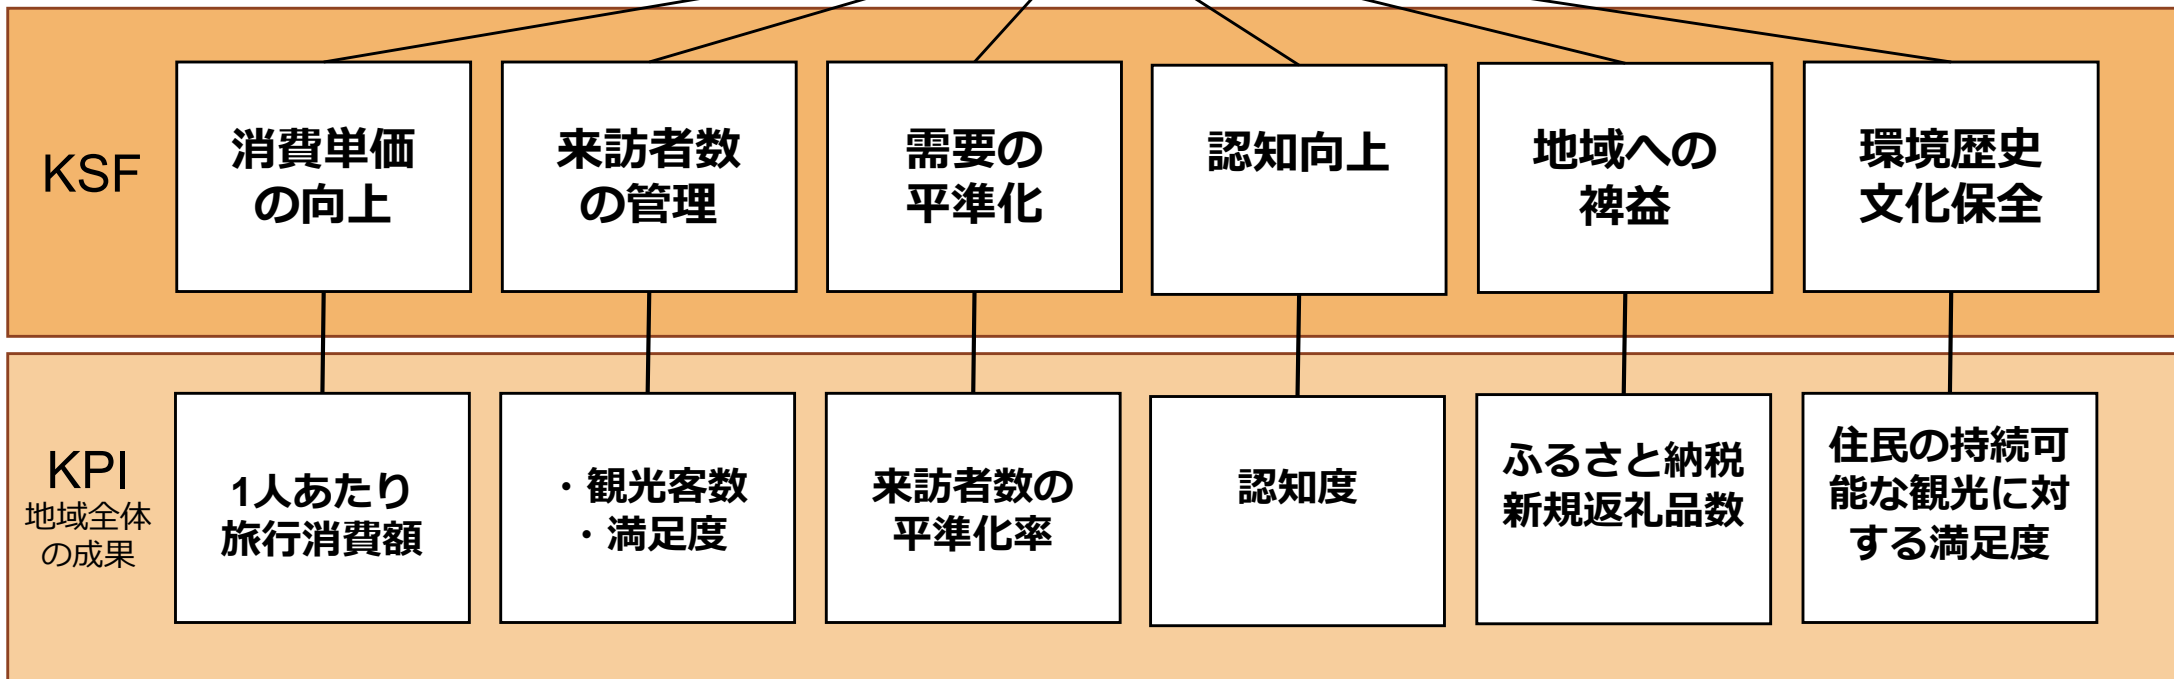 KSF
消費単価
の向上
来訪者数
の管理
需要の
平準化
認知向上
地域への
裨益
環境歴史
文化保全
KPI
地域全体
の成果
1人あたり
旅行消費額
・観光客数
・満足度
来訪者数の
平準化率
認知度
ふるさと納税
新規返礼品数
住民の持続可
能な観光に対
する満足度